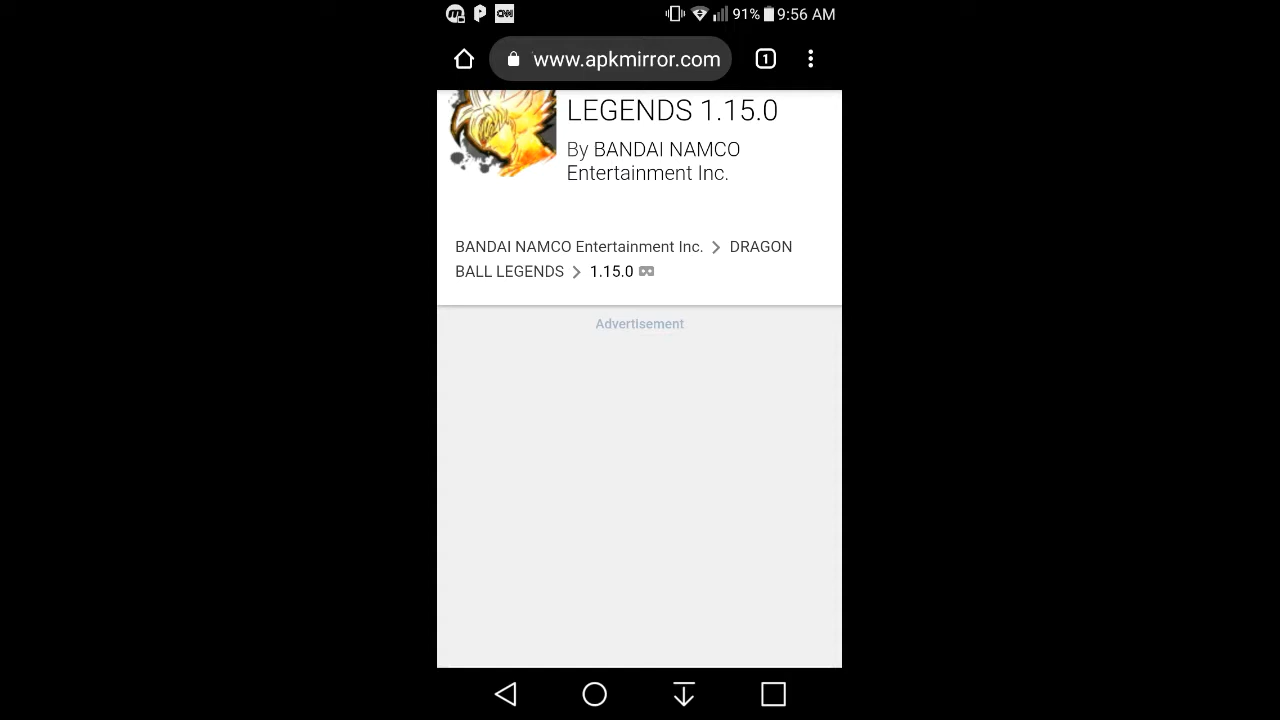 CNN 91% 9:56 AM
www.apkmirror.com 1
LEGENDS 1.15.0
By BANDAI NAMCO
Entertainment Inc.
BANDAI NAMCO Entertainment Inc. > DRAGON
BALL LEGENDS > 1.15.0
Advertisement